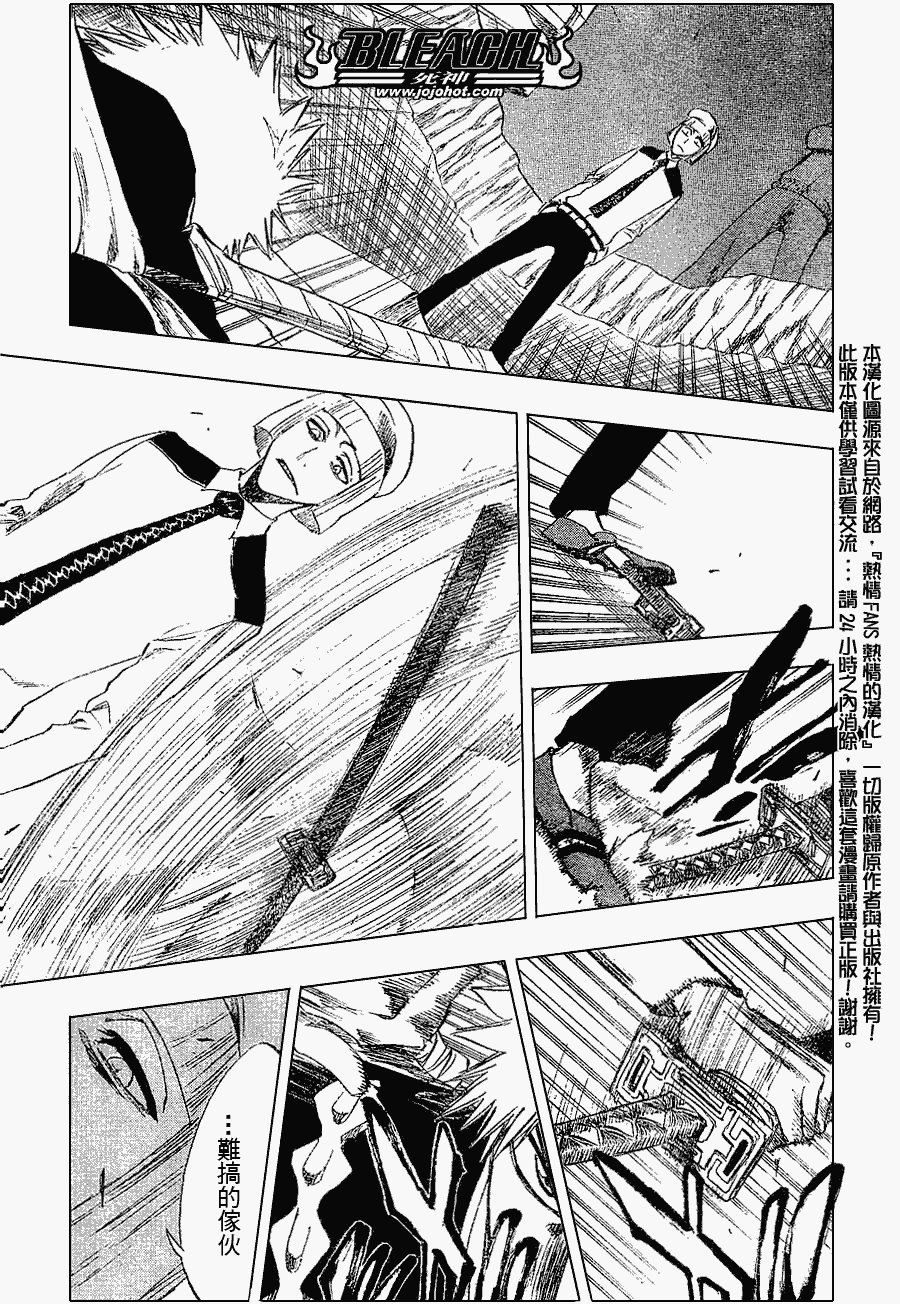 BLEACH
死神
www.jojohot.com
本漢化圖源來自於網路，『熱情FANS熱情的漢化』一切版權歸原作者與出版社擁有！
此版本僅供學習試看交流…請24小時之內消除，喜歡這套漫畫請購買正版！謝謝。
…難搞的傢伙